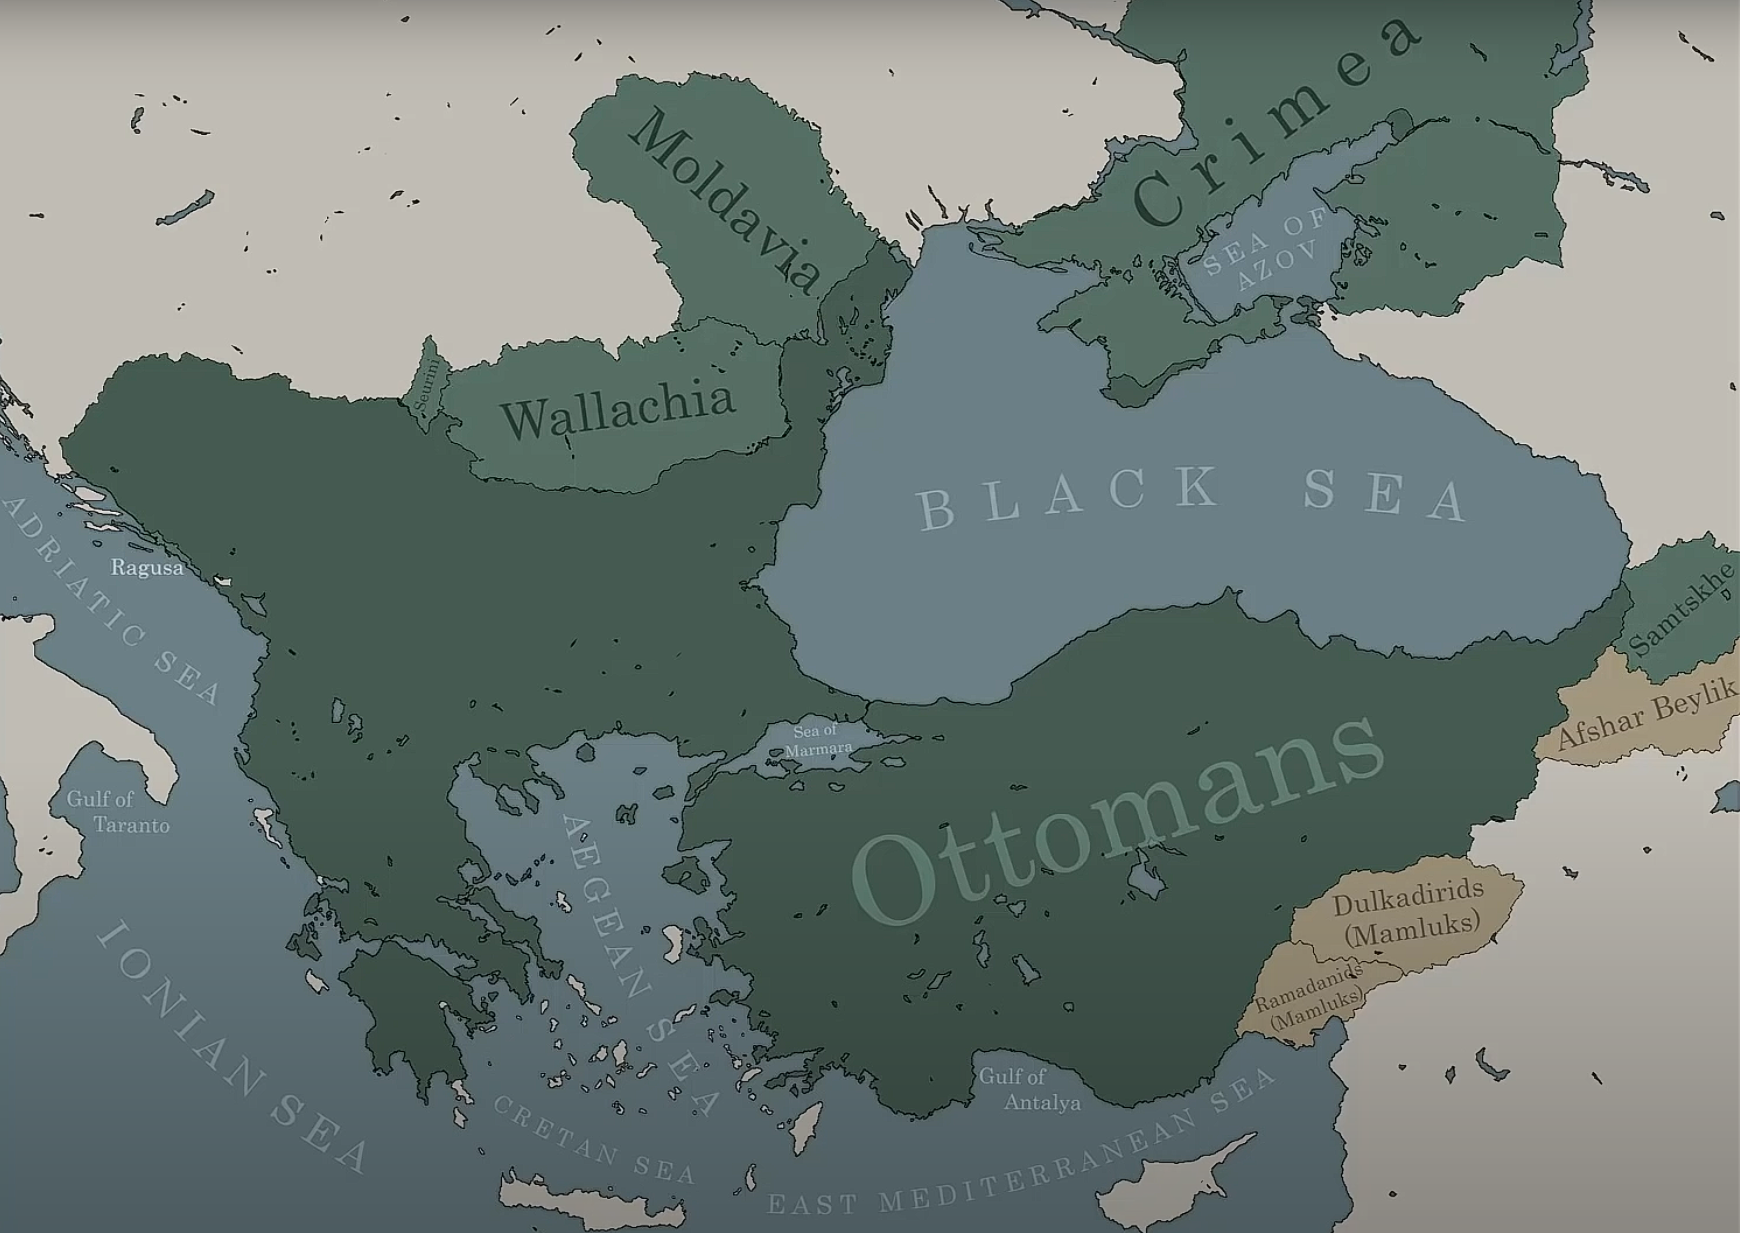 Crimea
Moldavia
SEA OF
AZOV
Seurini
Wallachia
BLACK SEA
ADRIATIC SEA
Ragusa
Samtskhe
Afshar Beylik
Sea of
Marmara
Ottomans
Gulf of
Taranto
AEGEAN SEA
Dulkadirids
(Mamluks)
Ramadanids
(Mamluks)
IONIAN SEA
Gulf of
Antalya
CRETAN SEA
EAST MEDITERRANEAN SEA